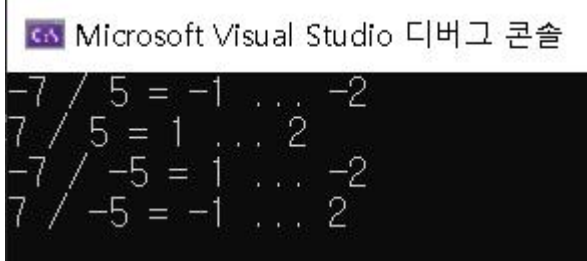 C:\ Microsoft Visual Studio 디버그 콘솔
-7 / 5 = -1 ... -2
7 / 5 = 1 ... 2
-7 / -5 = 1 ... -2
7 / -5 = -1 ... 2